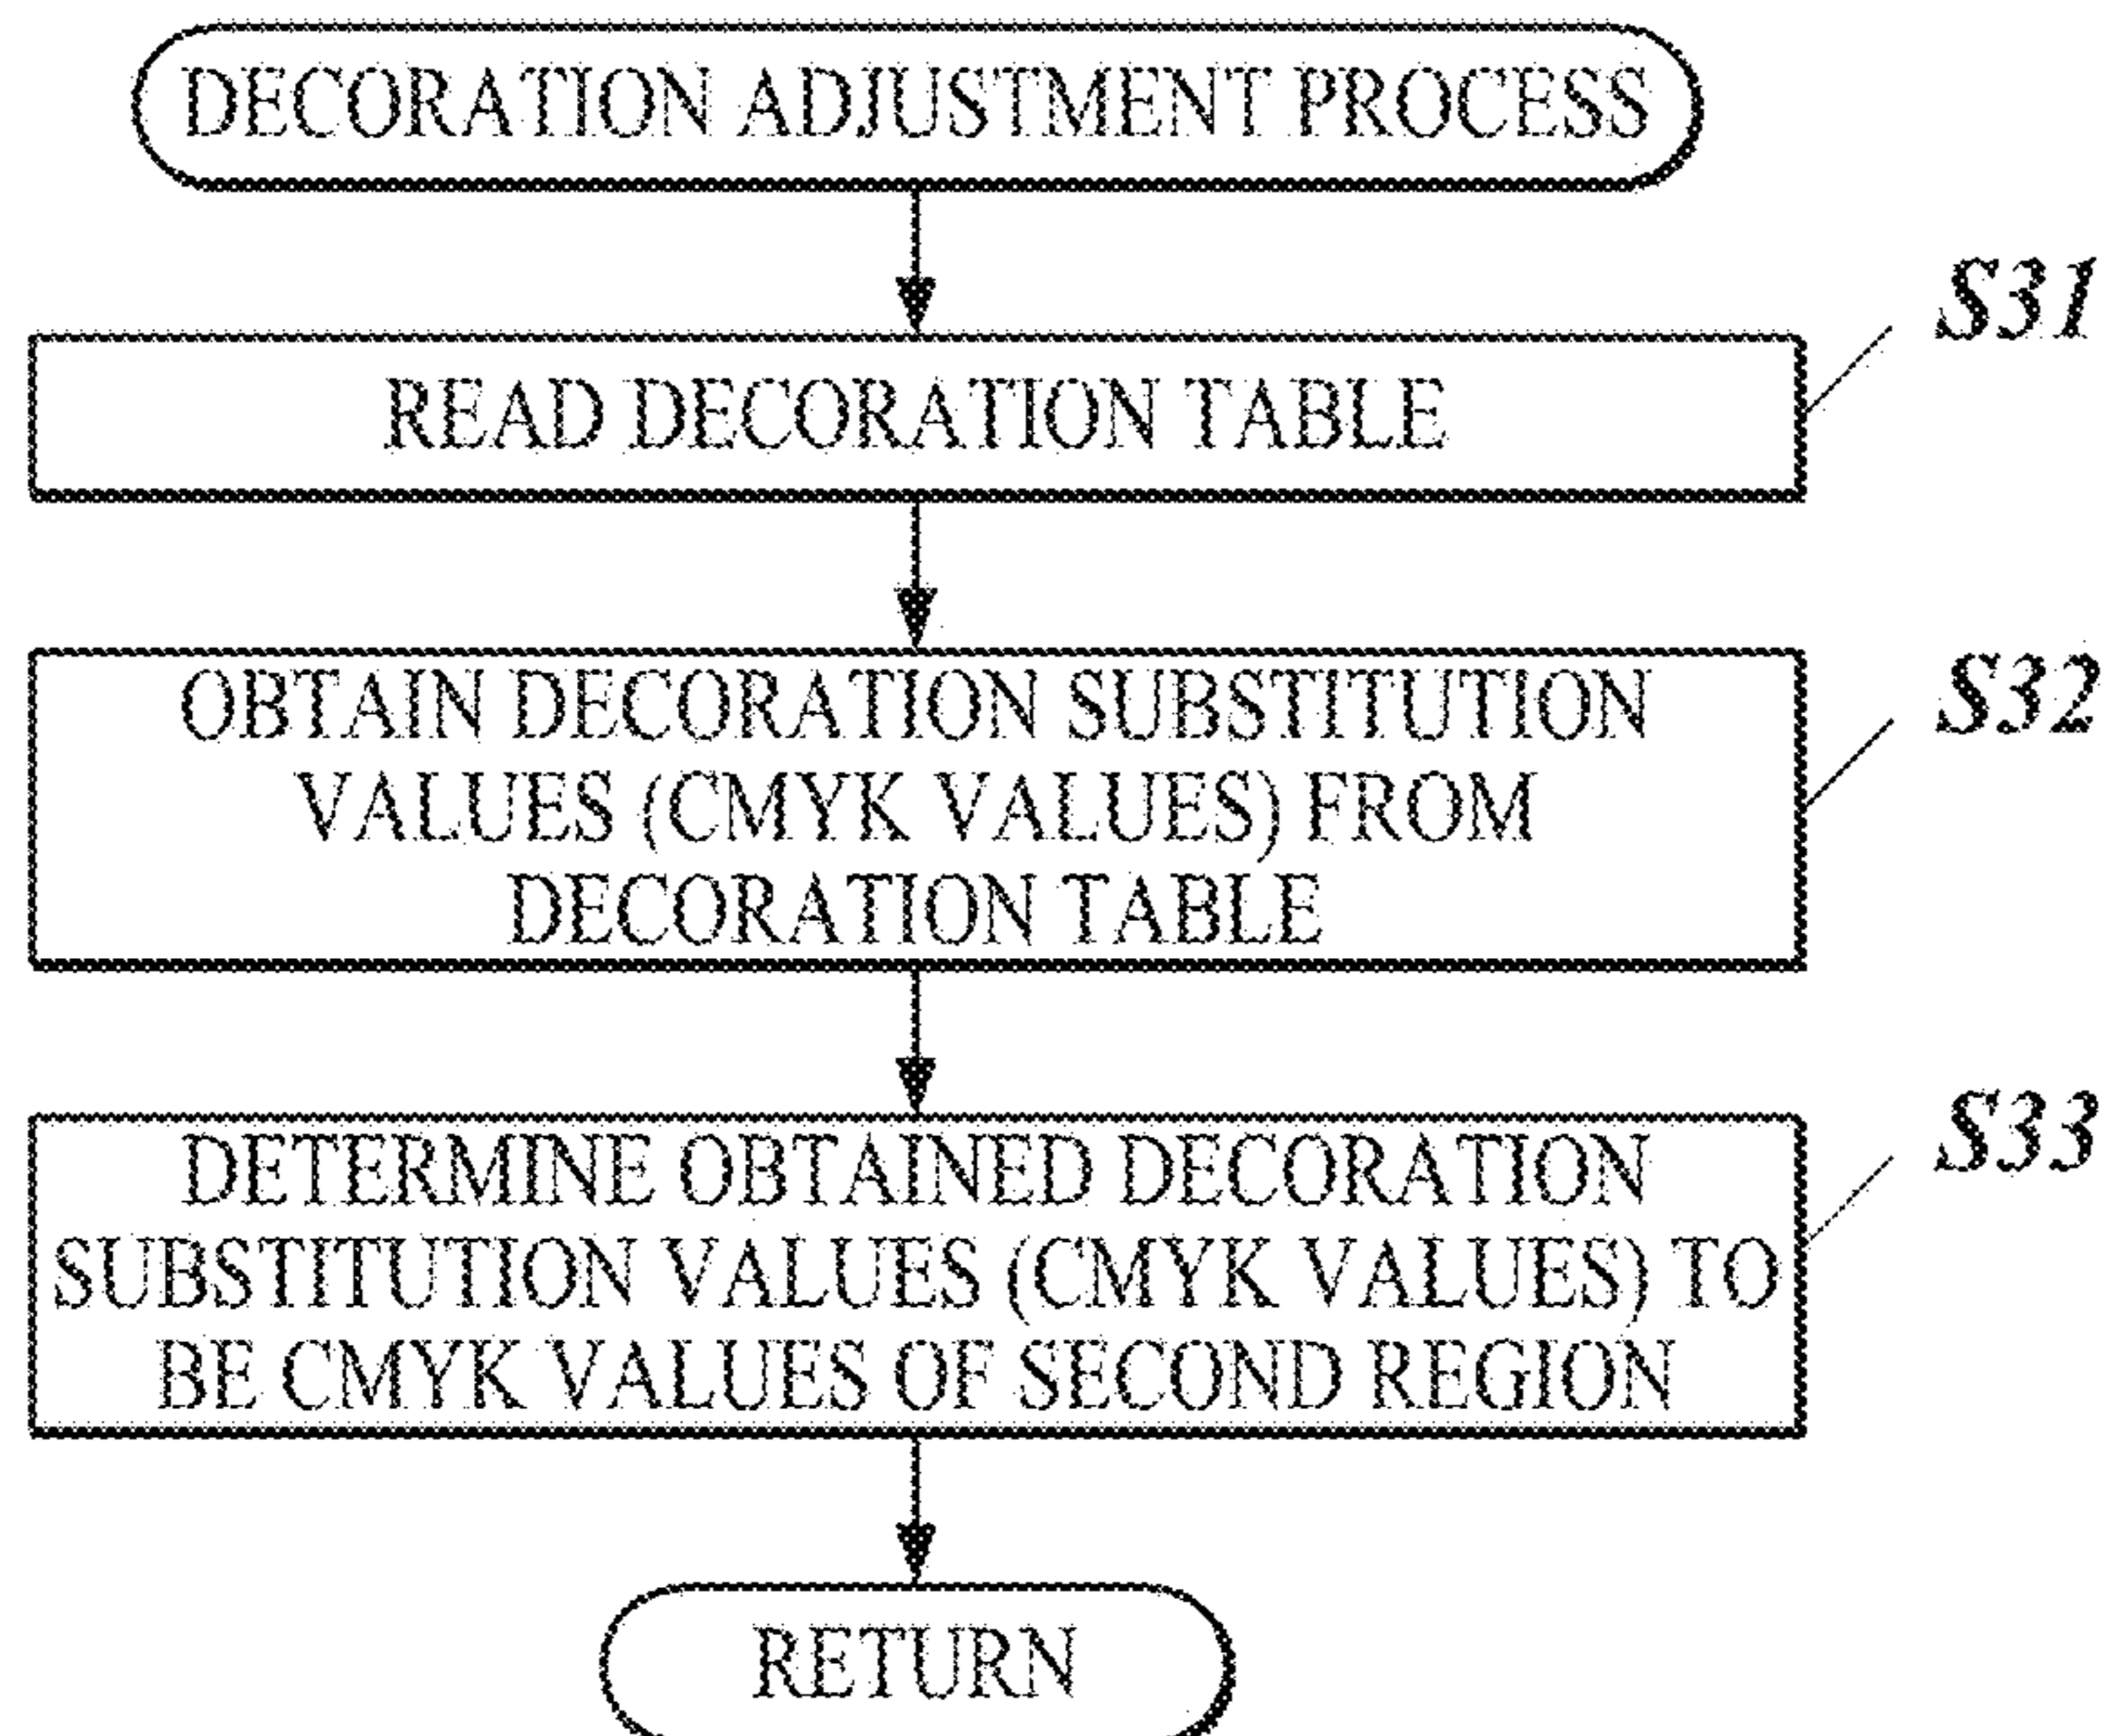 DECORATION ADJUSTMENT PROCESS
S31
READ DECORATION TABLE
S32
OBTAIN DECORATION SUBSTITUTION
VALUES (CMYK VALUES) FROM
DECORATION TABLE
S33
DETERMINE OBTAINED DECORATION
SUBSTITUTION VALUES (CMYK VALUES) TO
BE CMYK VALUES OF SECOND REGION
RETURN